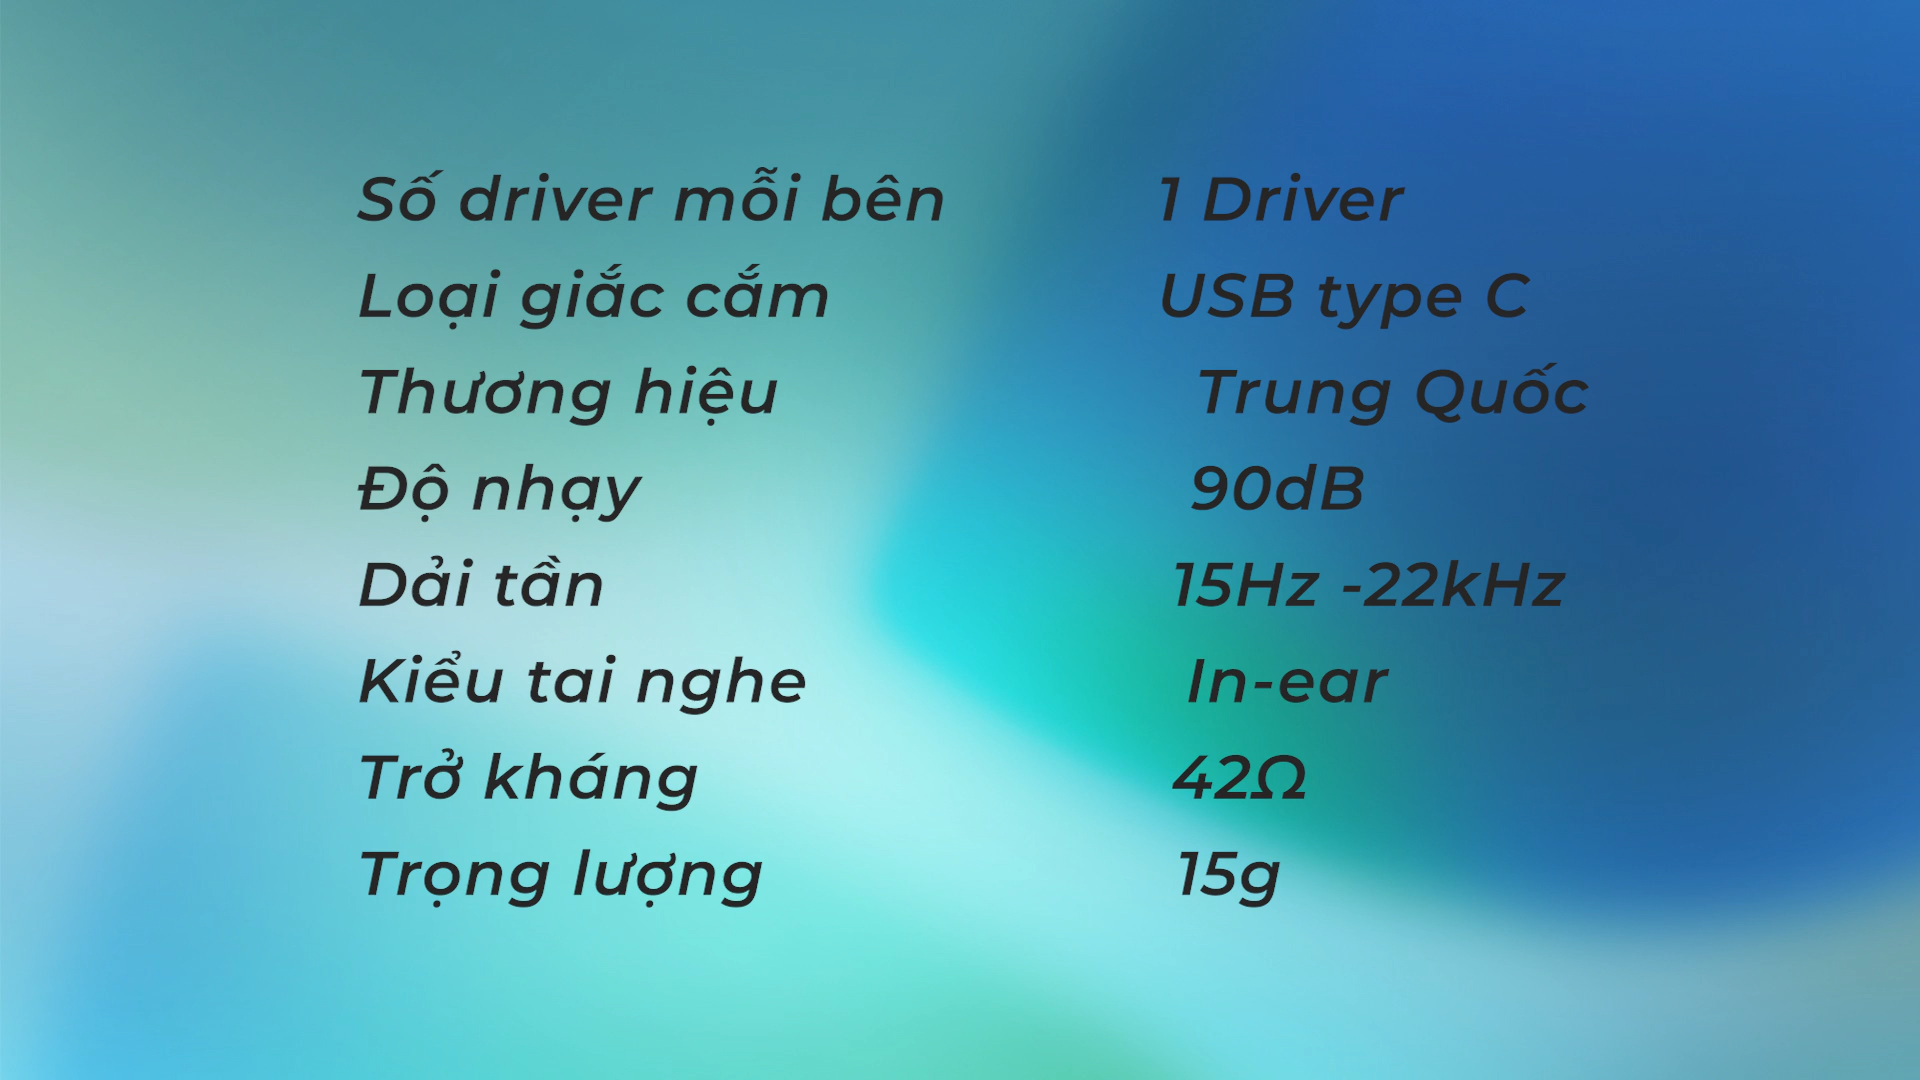 Số driver mỗi bên 1 Driver
Loại giắc cắm USB type C
Thương hiệu Trung Quốc
Độ nhạy 90dB
Dải tần 15Hz -22kHz
Kiểu tai nghe In-ear
Trở kháng 42Ω
Trọng lượng 15g